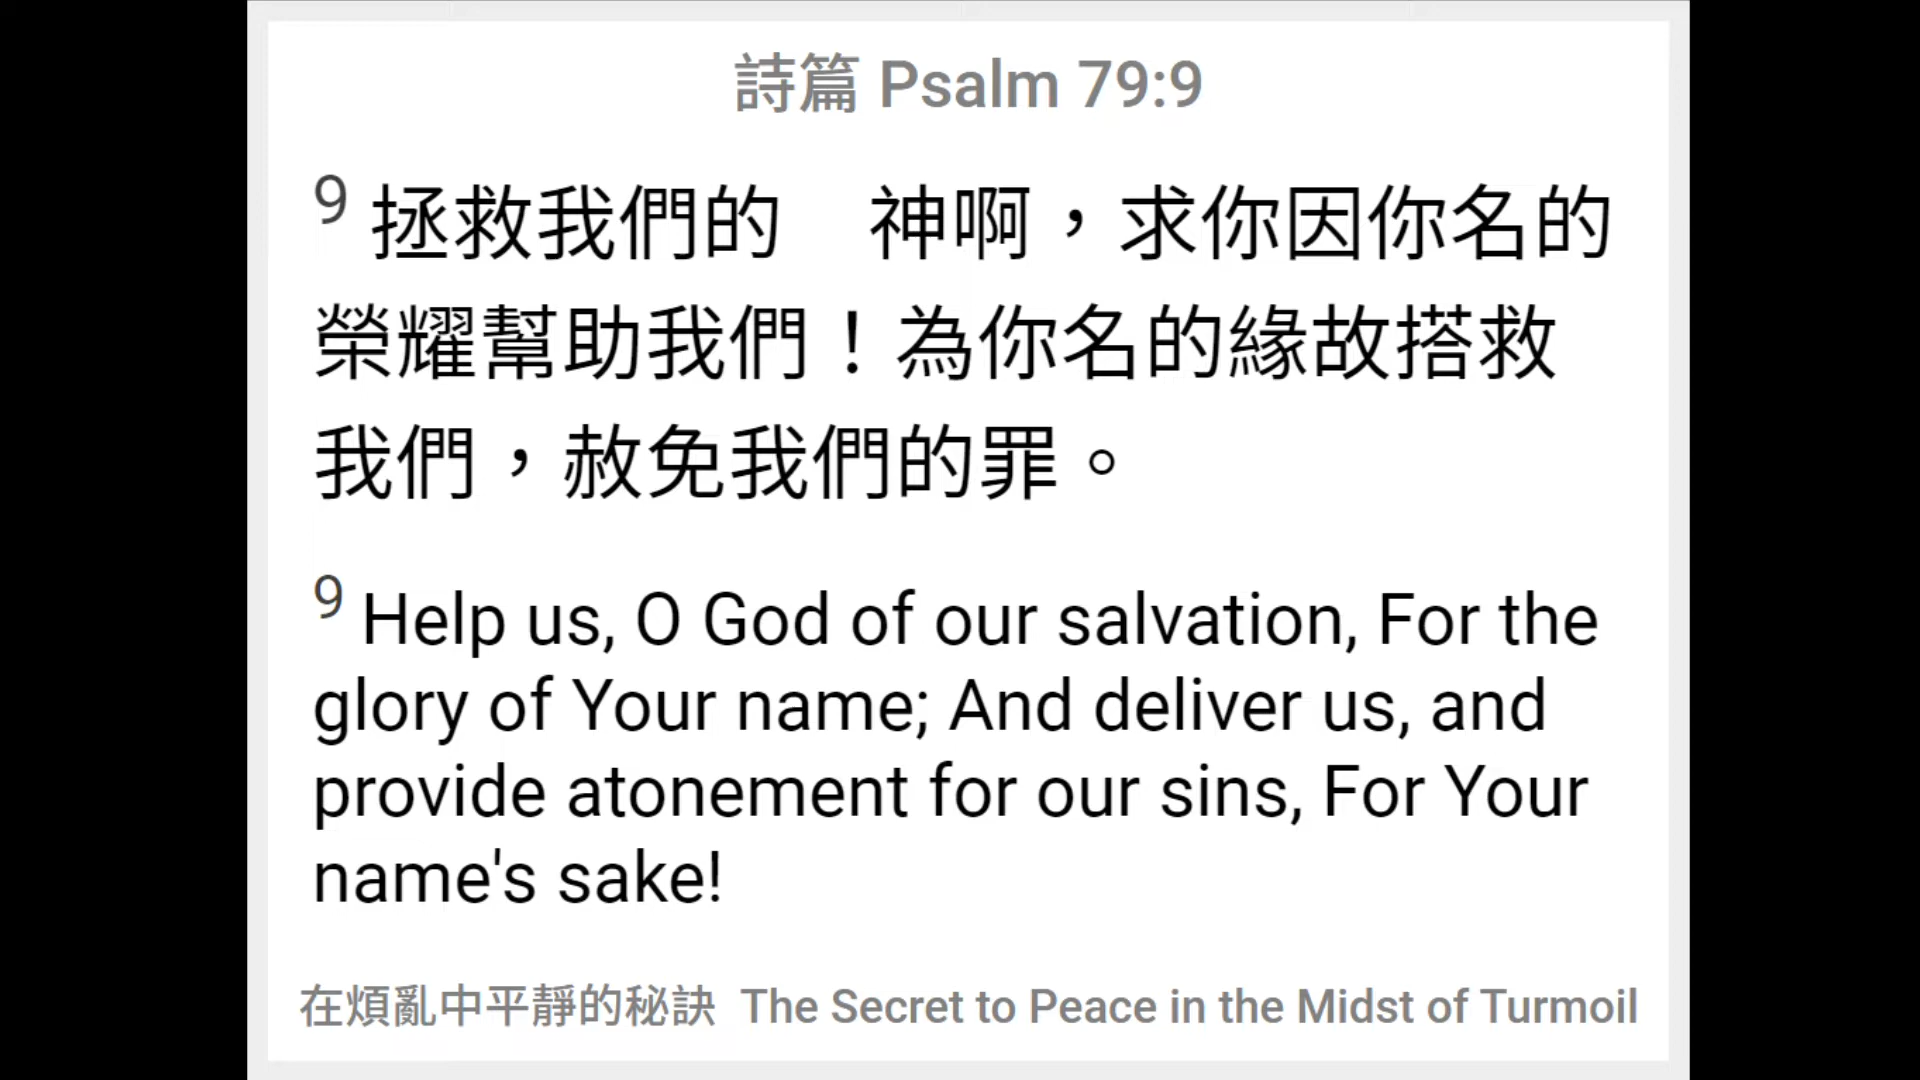 詩篇 Psalm 79:9
9 拯救我們的　神啊，求你因你名的
榮耀幫助我們！為你名的緣故搭救
我們，赦免我們的罪。
9 Help us, O God of our salvation, For the
glory of Your name; And deliver us, and
provide atonement for our sins, For Your
name's sake!
在煩亂中平靜的秘訣 The Secret to Peace in the Midst of Turmoil